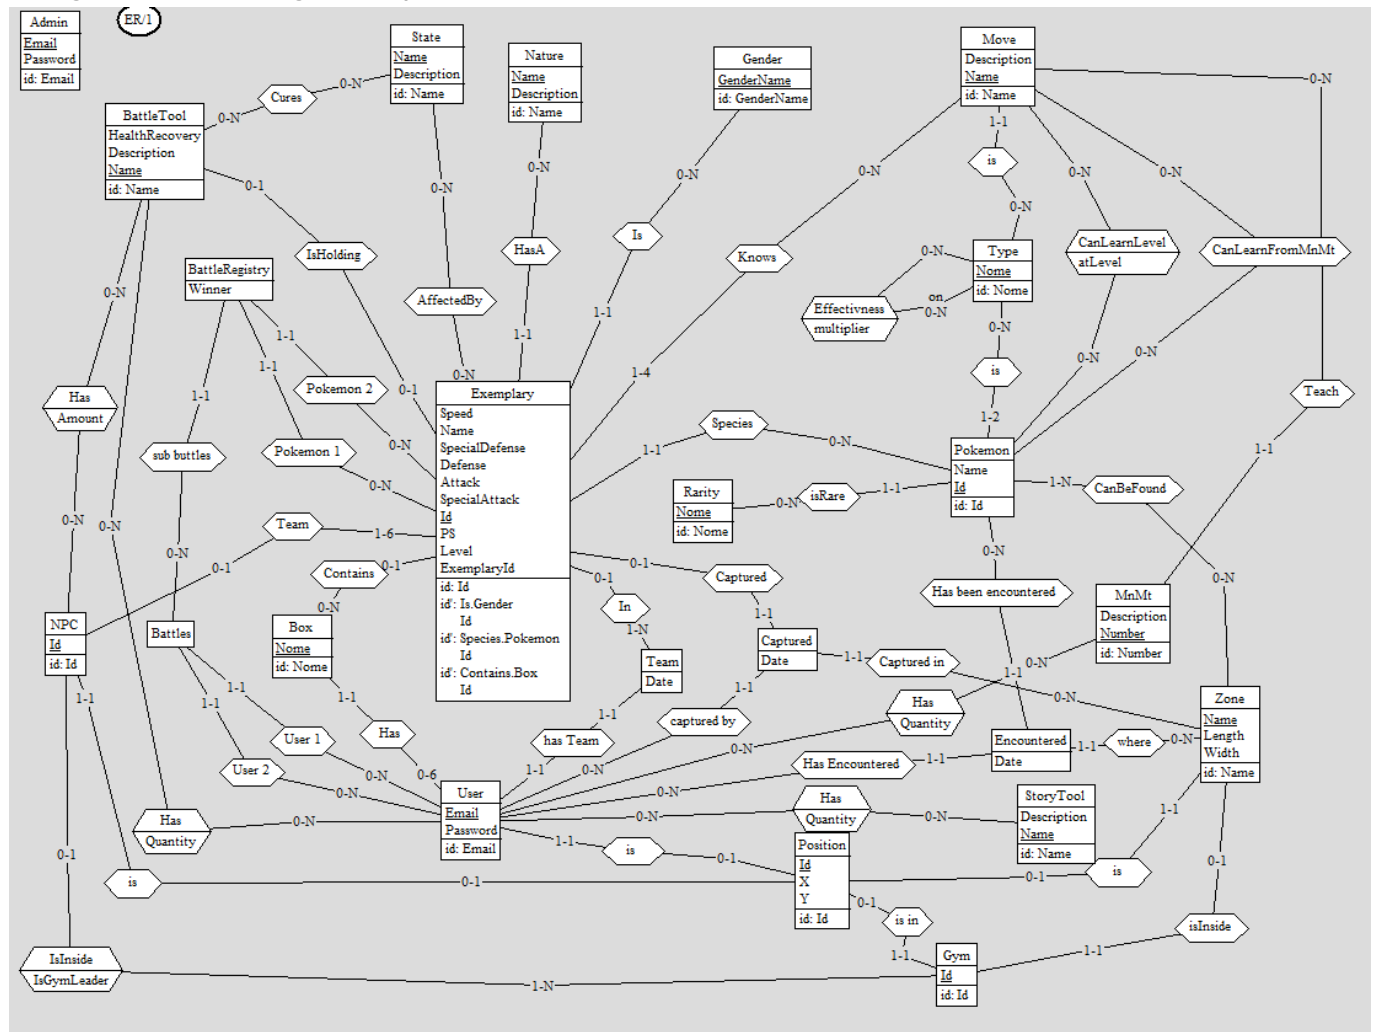 ER/1
Admin
Email
Password
id: Email
State
Name
Description
id: Name
Nature
Name
Description
id: Name
Gender
GenderName
id: GenderName
Move
Description
Name
id: Name
0-N
Cures
0-N
0-N
BattleTool
HealthRecovery
Description
Name
id: Name
1-1
is
0-N
0-N
0-N
0-N
0-N
0-N
0-1
0-N
0-N
Is
HasA
IsHolding
Knows
0-N
Type
Nome
id: Nome
CanLearnLevel
atLevel
CanLearnFromMnMt
BattleRegistry
Winner
AffectedBy
Effectivness
multiplier
on
0-N
0-N
0-N
1-1
1-1
1-1
1-1
0-N
1-4
0-N
0-N
is
1-2
Has
Amount
Pokemon 2
0-1
1-1
Teach
Exemplary
Speed
Name
SpecialDefense
Defense
Attack
SpecialAttack
Id
PS
Level
ExemplaryId
id: Id
id': Is.Gender
Id
id': Species.Pokemon
Id
id': Contains.Box
Id
Species
1-1
0-N
sub buttles
Pokemon 1
0-N
0-N
Pokemon
Name
Id
id: Id
1-1
Rarity
Nome
id: Nome
0-N
isRare
1-1
1-N
CanBeFound
0-N
0-N
Team
1-6
0-N
0-1
Contains
0-1
0-N
0-1
Captured
0-N
0-1
In
1-N
1-1
Has been encountered
0-N
MnMt
Description
Number
id: Number
NPC
Id
id: Id
Battles
Box
Nome
id: Nome
Team
Date
Captured
Date
1-1
Captured in
0-N
0-N
1-1
1-1
1-1
1-1
1-1
1-1
1-1
Zone
Name
Length
Width
id: Name
User 1
User 2
Has
has Team
captured by
Has
Quantity
0-N
0-N
0-N
0-6
1-1
0-N
Has Encountered
1-1
Encountered
Date
1-1
where
0-N
User
Email
Password
id: Email
0-N
0-N
Has
Quantity
0-N
StoryTool
Description
Name
id: Name
1-1
Has
Quantity
0-N
1-1
is
0-1
Position
Id
X
Y
id: Id
0-1
0-1
is
0-1
0-1
is
0-1
is in
1-1
isInside
IsInside
IsGymLeader
1-N
Gym
Id
id: Id
1-1